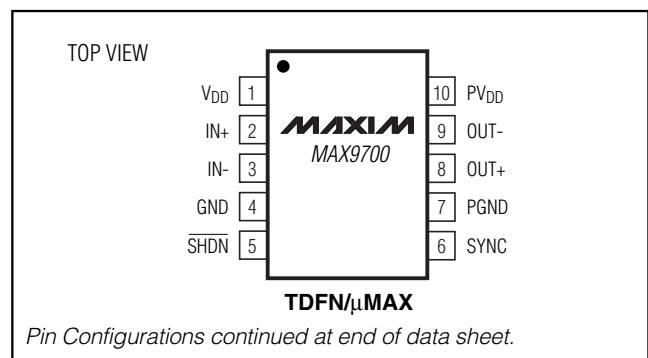 TOP VIEW
VDD 1
IN+ 2
IN- 3
GND 4
SHDN 5
MAXIM
MAX9700
10 PVDD
9 OUT-
8 OUT+
7 PGND
6 SYNC
TDFN/μMAX
Pin Configurations continued at end of data sheet.